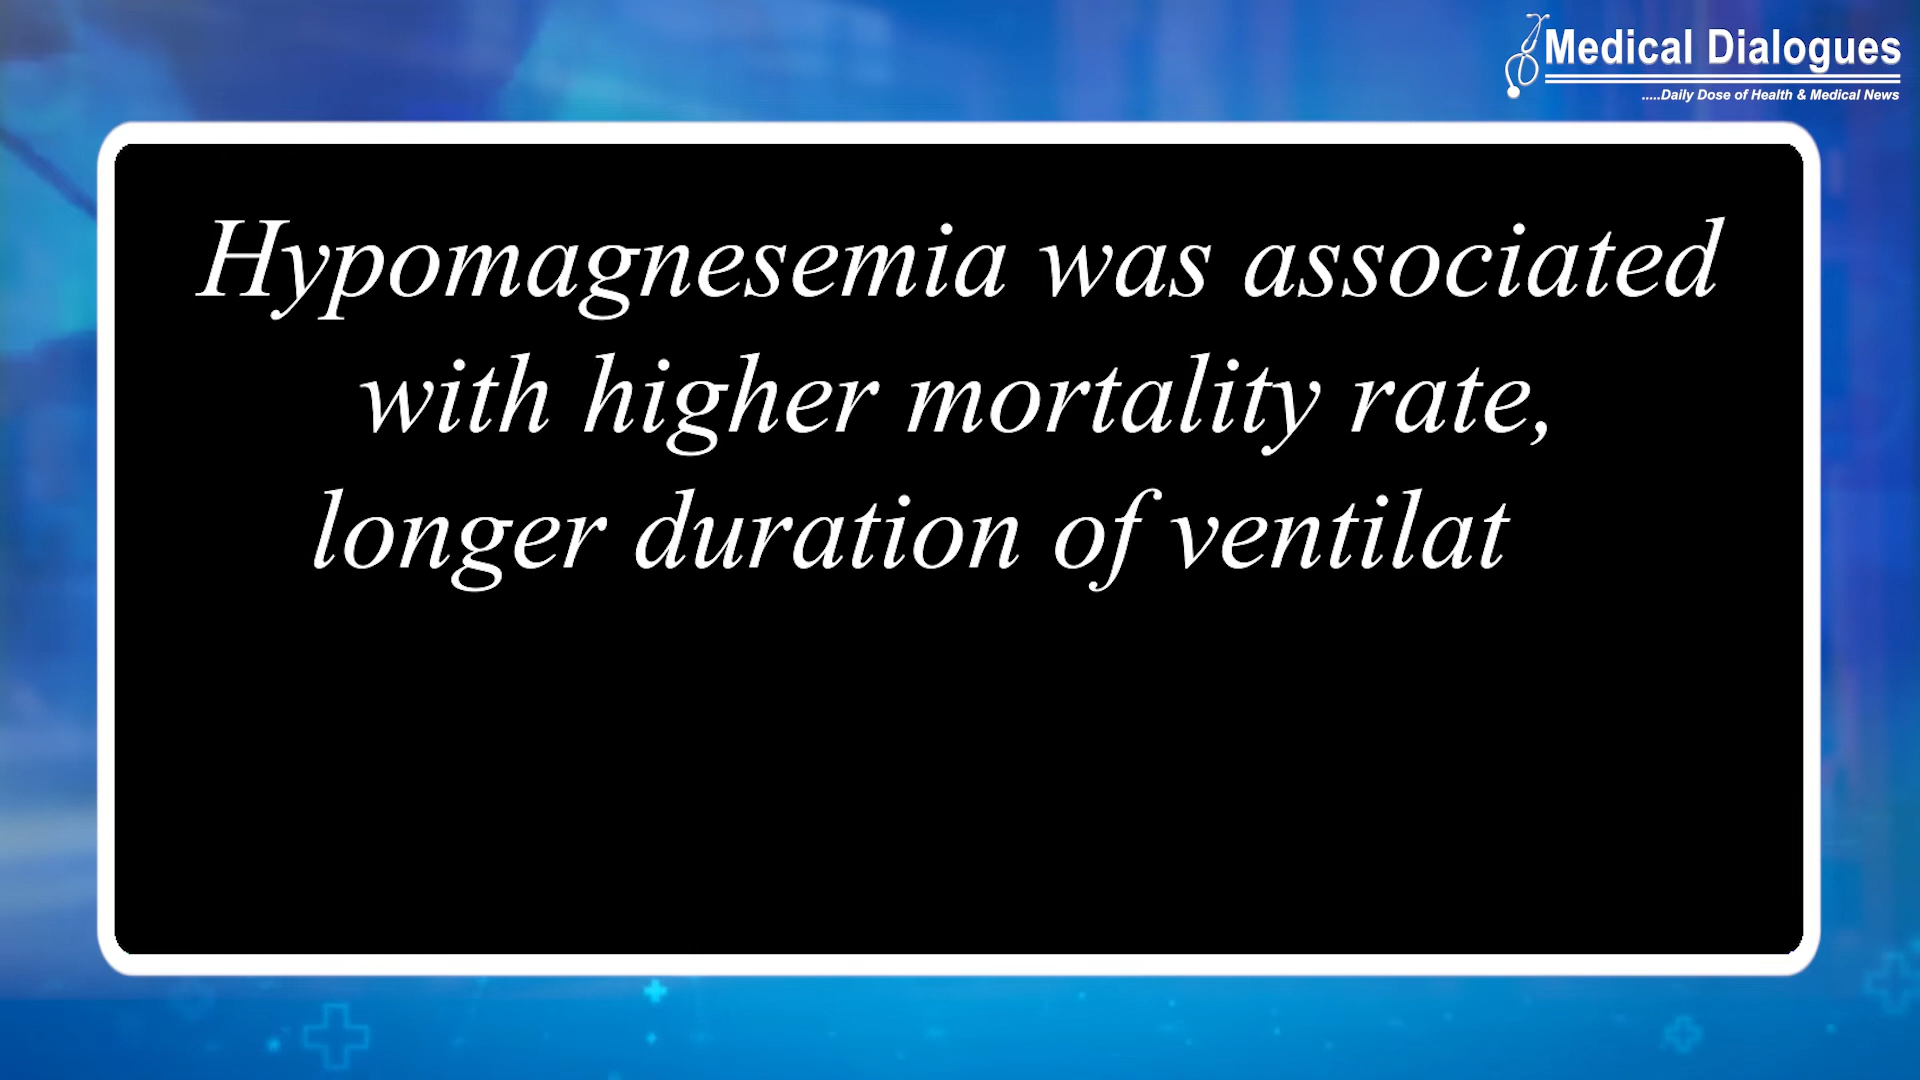 Medical Dialogues
.....Daily Dose of Health & Medical News
Hypomagnesemia was associated
with higher mortality rate,
longer duration of ventilat